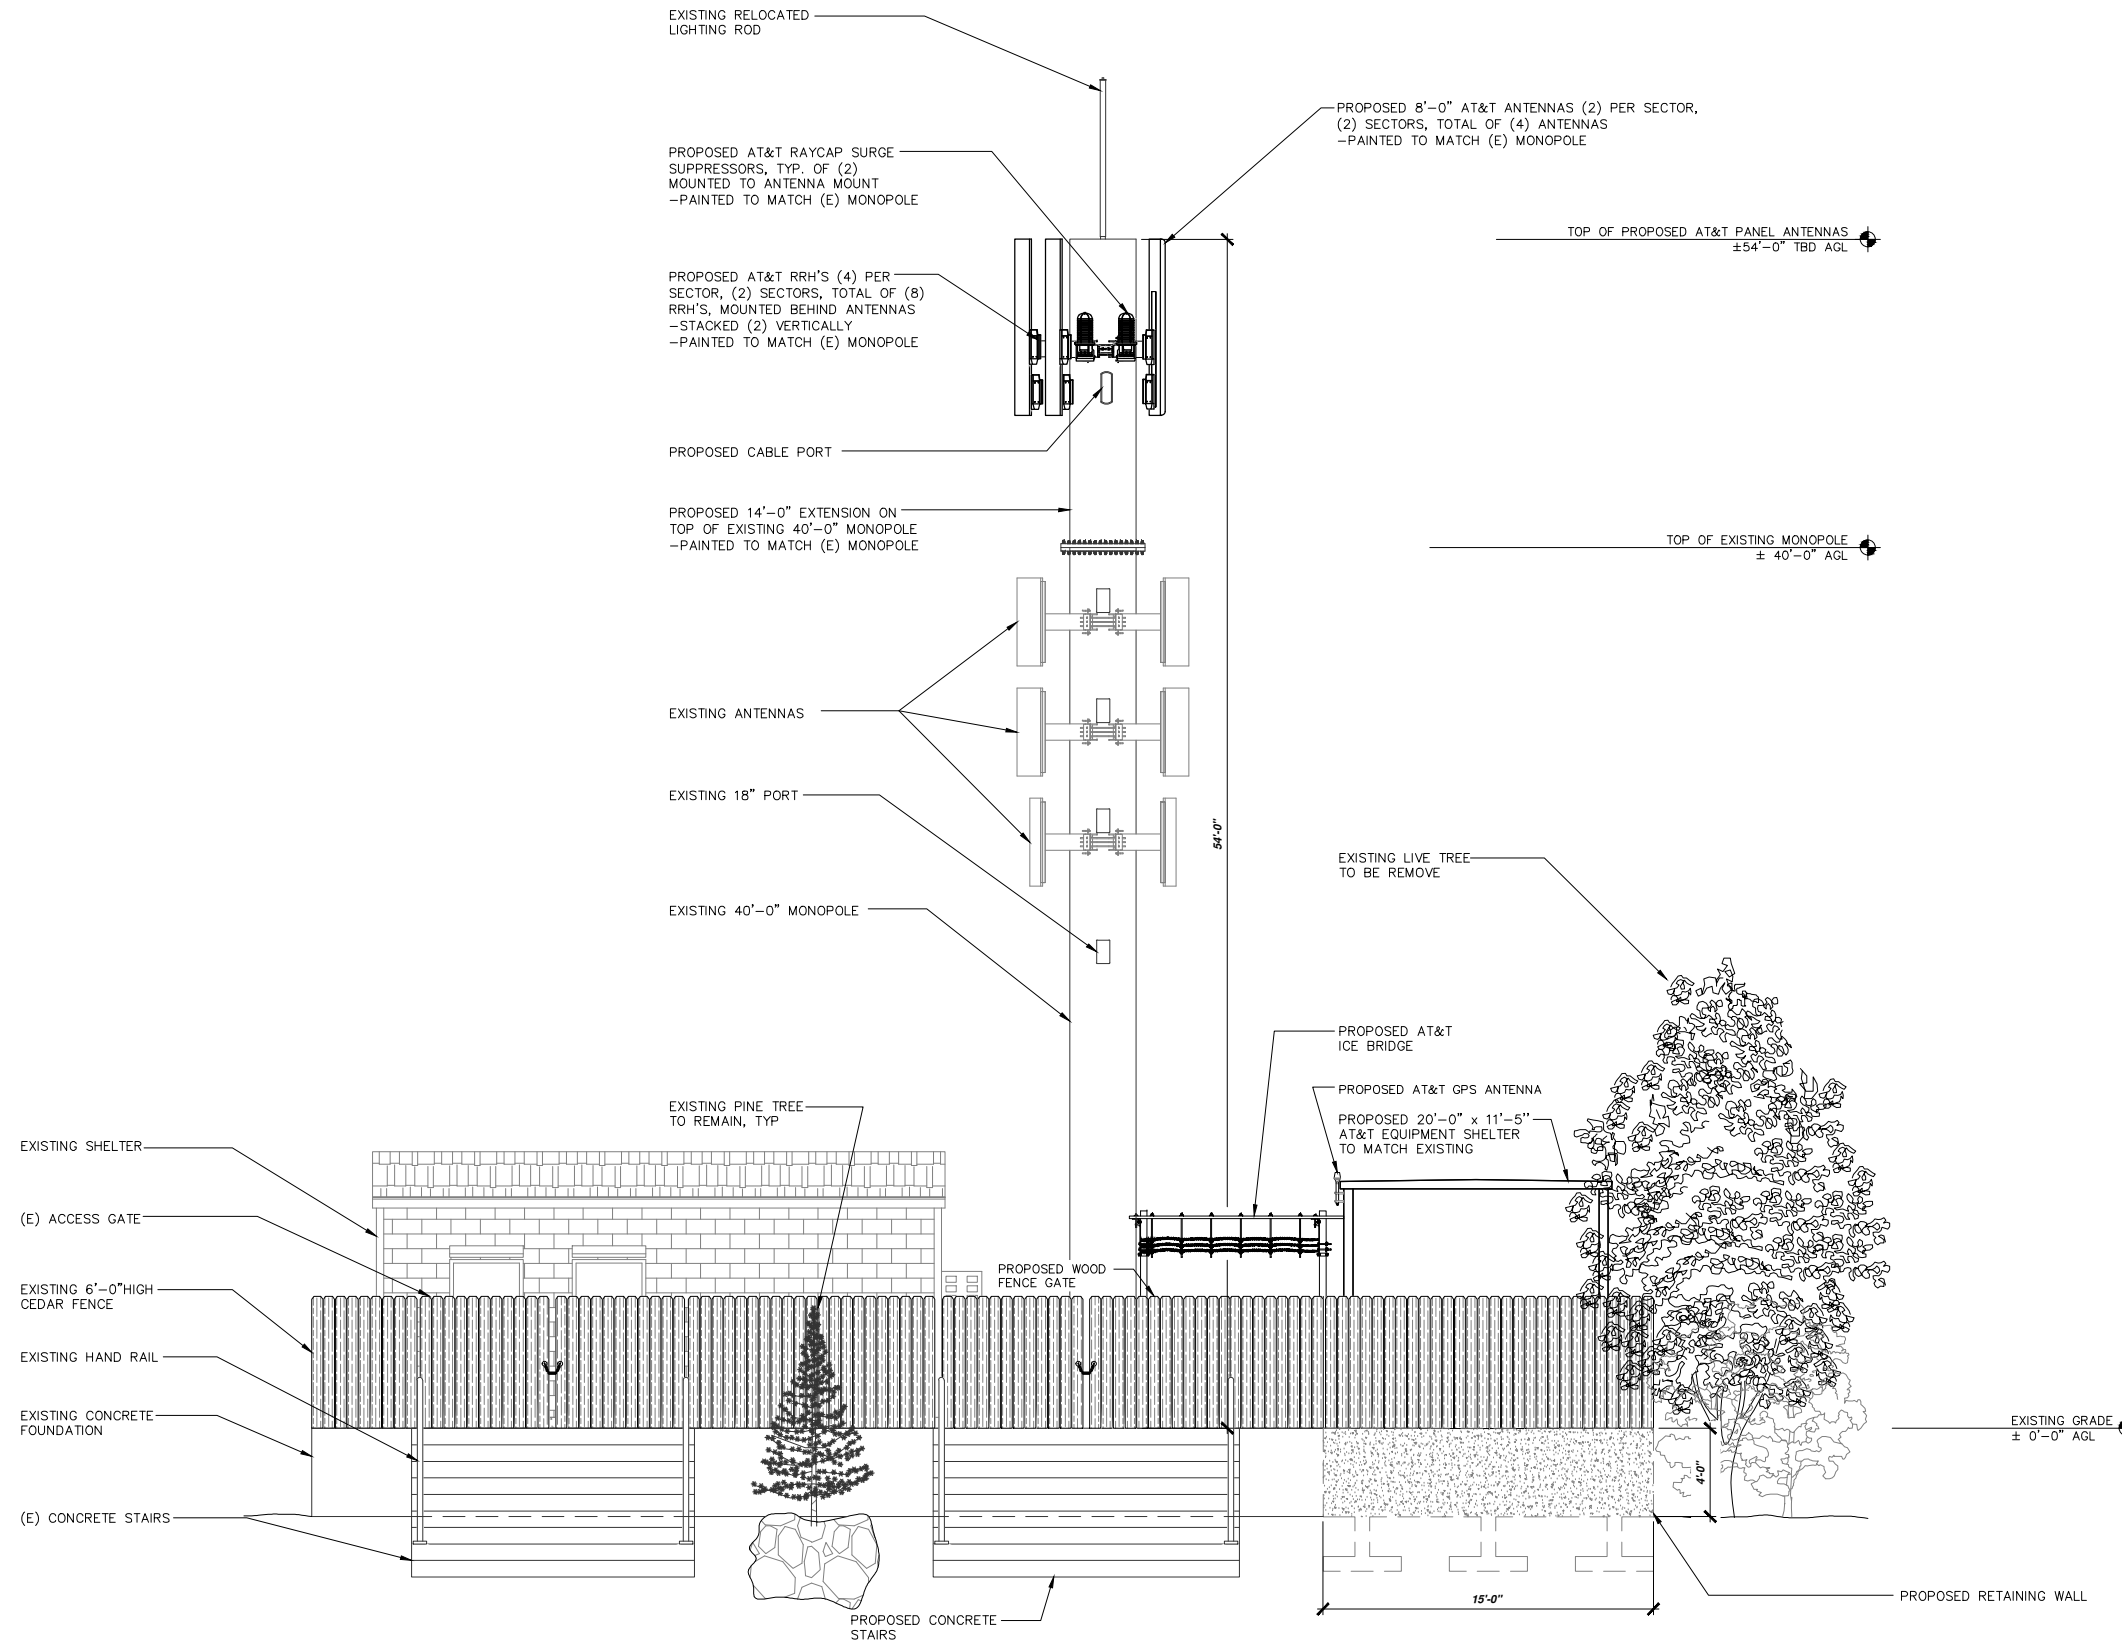 EXISTING RELOCATED
LIGHTING ROD
PROPOSED 8'-0" AT&T ANTENNAS (2) PER SECTOR,
(2) SECTORS, TOTAL OF (4) ANTENNAS
-PAINTED TO MATCH (E) MONOPOLE
PROPOSED AT&T RAYCAP SURGE
SUPPRESSORS, TYP. OF (2)
MOUNTED TO ANTENNA MOUNT
-PAINTED TO MATCH (E) MONOPOLE
TOP OF PROPOSED AT&T PANEL ANTENNAS
±54'-0" TBD AGL
PROPOSED AT&T RRH'S (4) PER
SECTOR, (2) SECTORS, TOTAL OF (8)
RRH'S, MOUNTED BEHIND ANTENNAS
-STACKED (2) VERTICALLY
-PAINTED TO MATCH (E) MONOPOLE
PROPOSED CABLE PORT
PROPOSED 14'-0" EXTENSION ON
TOP OF EXISTING 40'-0" MONOPOLE
-PAINTED TO MATCH (E) MONOPOLE
TOP OF EXISTING MONOPOLE
± 40'-0" AGL
EXISTING ANTENNAS
EXISTING 18" PORT
54'-0"
EXISTING LIVE TREE
TO BE REMOVE
EXISTING 40'-0" MONOPOLE
PROPOSED AT&T
ICE BRIDGE
PROPOSED AT&T GPS ANTENNA
EXISTING PINE TREE
TO REMAIN, TYP
PROPOSED 20'-0" x 11'-5''
AT&T EQUIPMENT SHELTER
TO MATCH EXISTING
EXISTING SHELTER
(E) ACCESS GATE
PROPOSED WOOD
FENCE GATE
EXISTING 6'-0"HIGH
CEDAR FENCE
EXISTING HAND RAIL
EXISTING CONCRETE
FOUNDATION
EXISTING GRADE
± 0'-0" AGL
4'-0"
(E) CONCRETE STAIRS
15'-0"
PROPOSED RETAINING WALL
PROPOSED CONCRETE
STAIRS